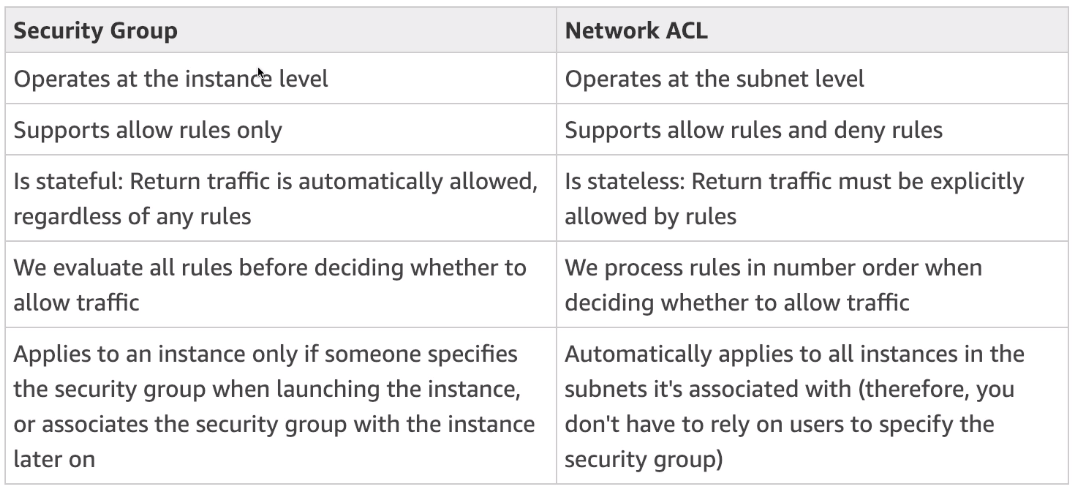 Security Group
Network ACL
Operates at the instance level
Operates at the subnet level
Supports allow rules only
Supports allow rules and deny rules
Is stateful: Return traffic is automatically allowed,
regardless of any rules
Is stateless: Return traffic must be explicitly
allowed by rules
We evaluate all rules before deciding whether to
allow traffic
We process rules in number order when
deciding whether to allow traffic
Applies to an instance only if someone specifies
the security group when launching the instance,
or associates the security group with the instance
later on
Automatically applies to all instances in the
subnets it's associated with (therefore, you
don't have to rely on users to specify the
security group)